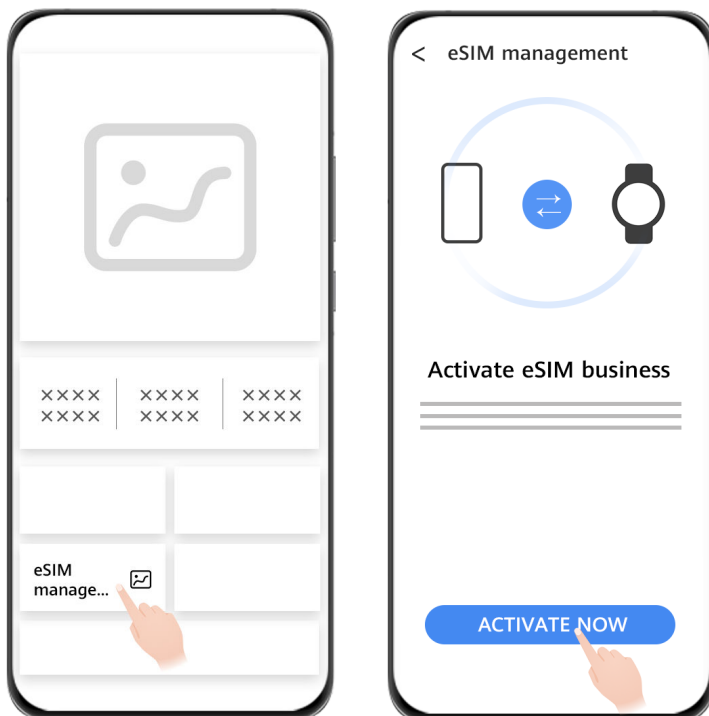 ××××
××××
××××
××××
××××
××××
eSIM
manage...
< eSIM management
Activate eSIM business
ACTIVATE NOW